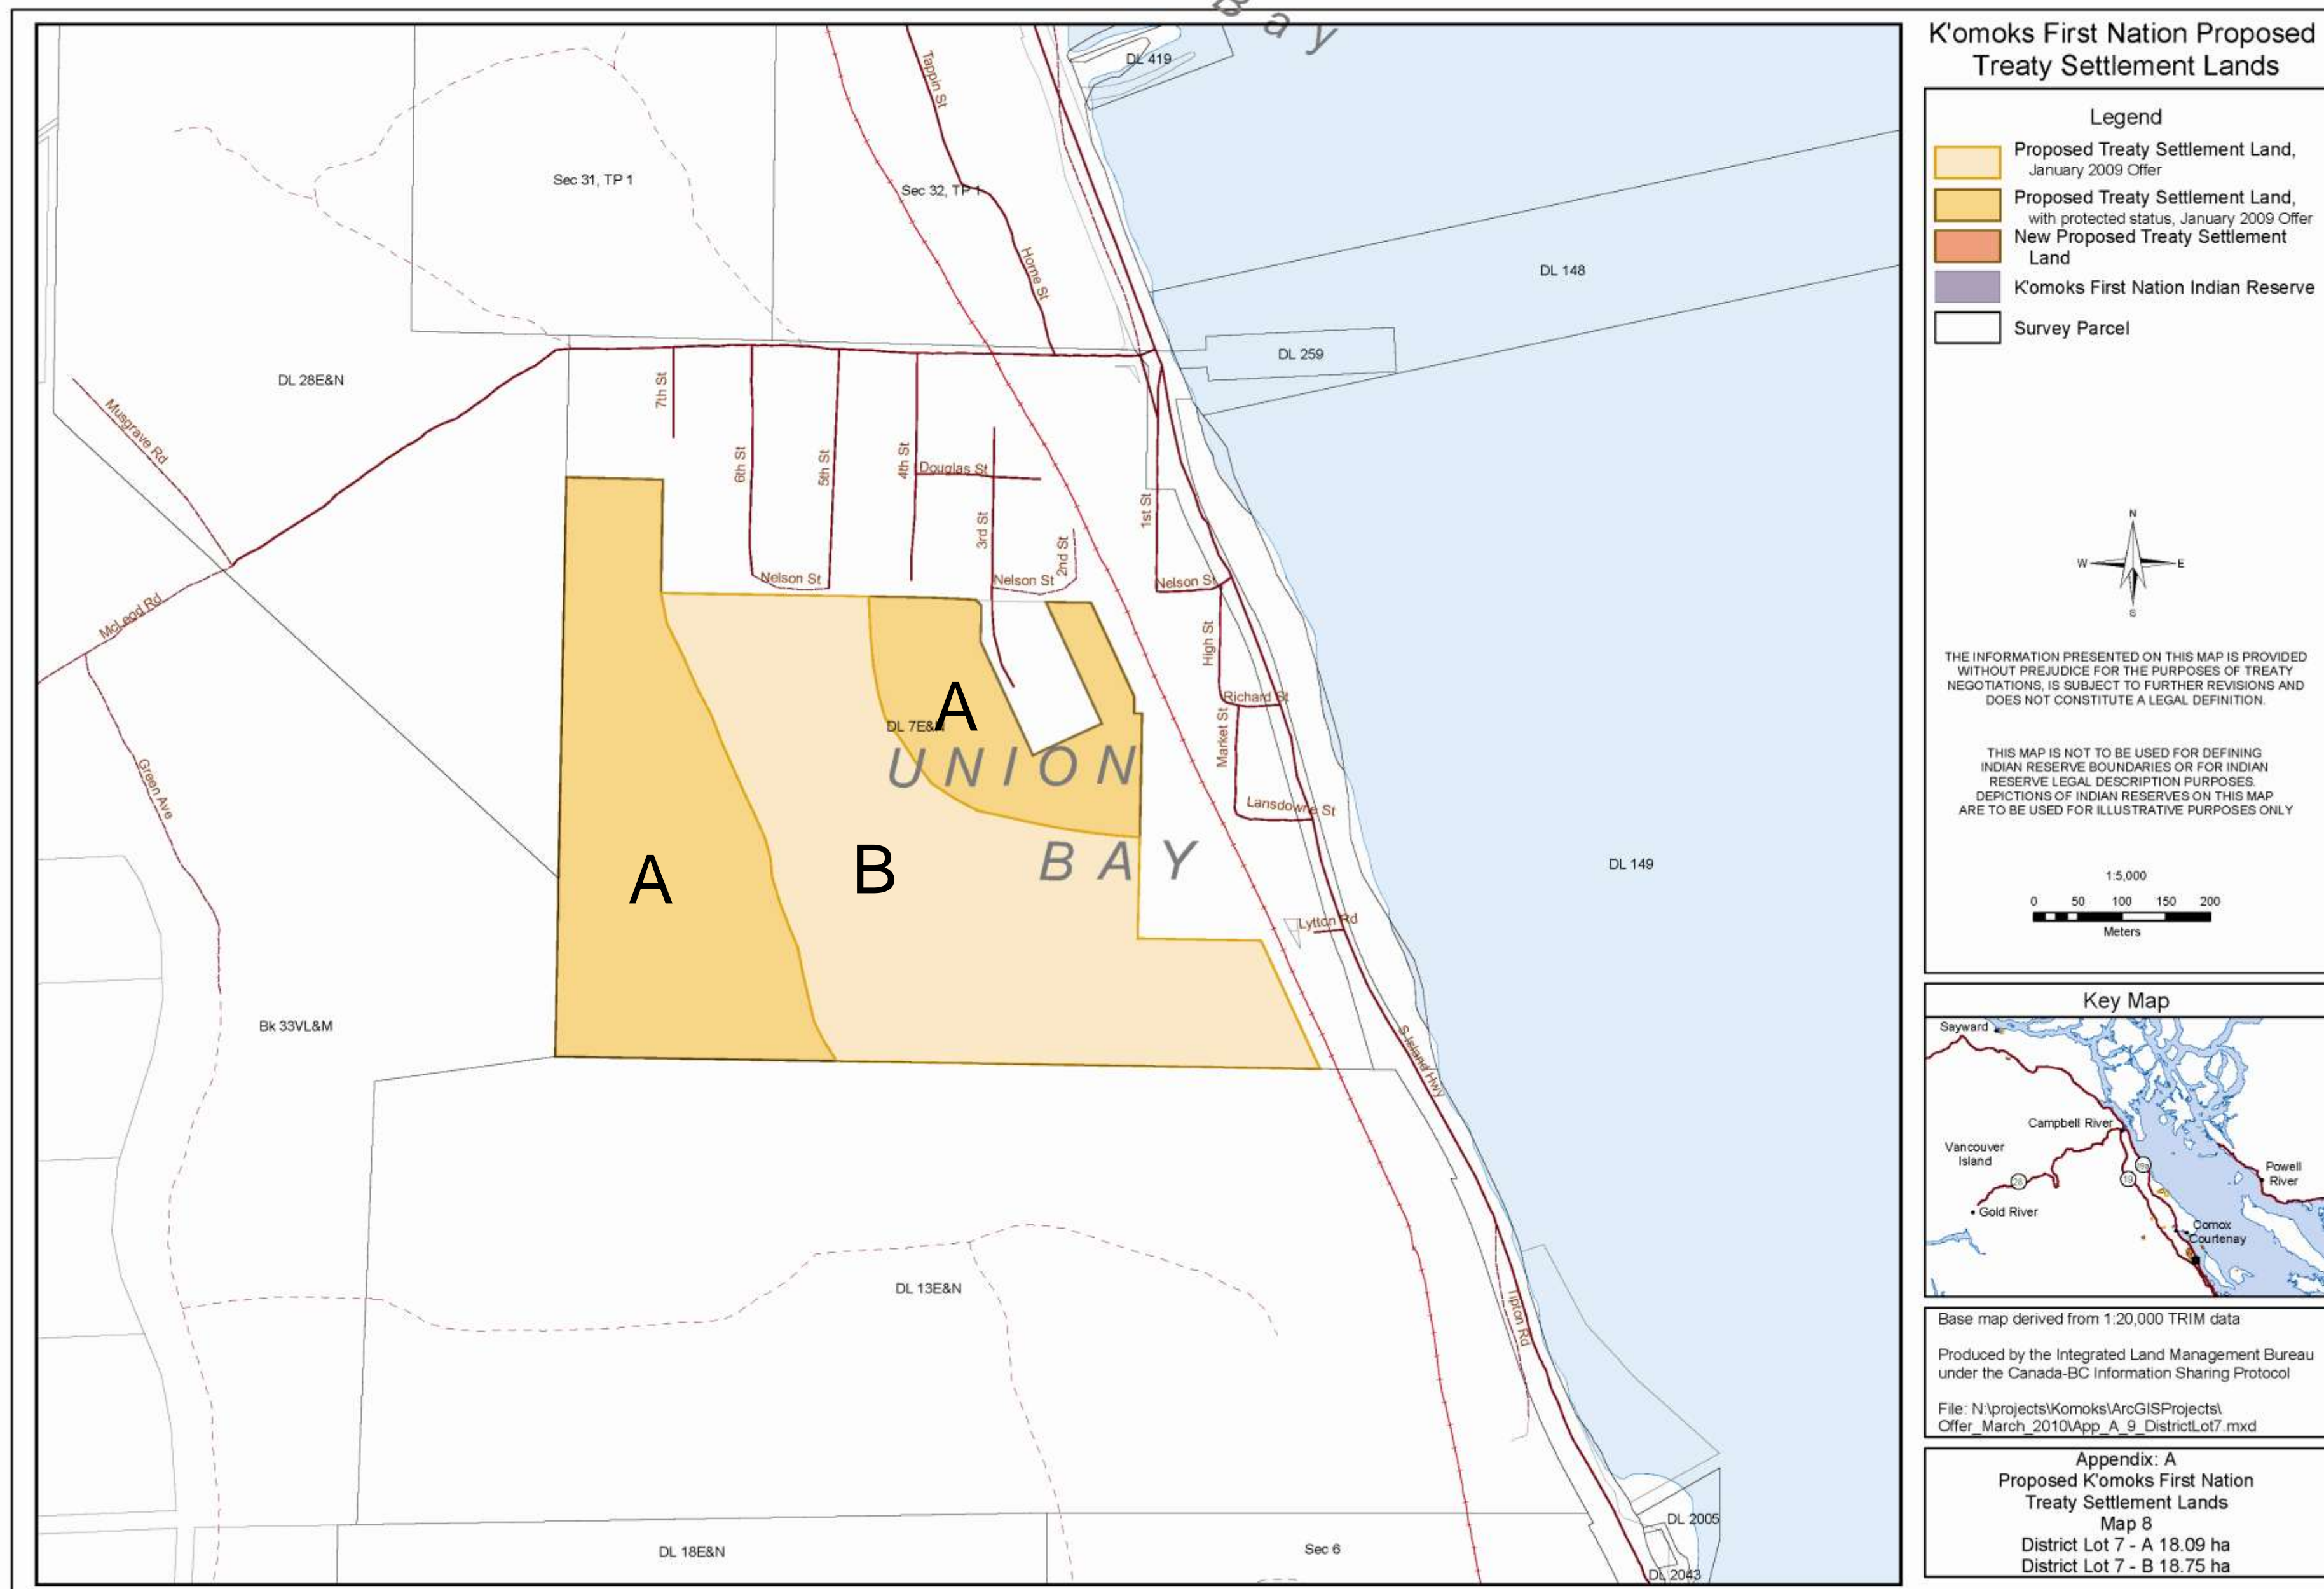 Bay
DL 419
Tappin St
Sec 31, TP 1
Sec 32, TP 1
Horne St
DL 148
DL 259
DL 28E&N
Musgrave Rd
7th St
6th St
5th St
4th St
Douglas St
3rd St
2nd St
1st St
Nelson St
Nelson St
Nelson St
McLeod Rd
High St
Richard St
A
DL 7E&N
Market St
UNION
Green Ave
Lansdowne St
A
B
BAY
DL 149
Lytton Rd
Bk 33VL&M
S Island Hwy
DL 13E&N
Tipton Rd
DL 2005
DL 18E&N
Sec 6
DL 2043
K'omoks First Nation Proposed
Treaty Settlement Lands
Legend
Proposed Treaty Settlement Land,
January 2009 Offer
Proposed Treaty Settlement Land,
with protected status, January 2009 Offer
New Proposed Treaty Settlement
Land
K'omoks First Nation Indian Reserve
Survey Parcel
N
W
E
S
THE INFORMATION PRESENTED ON THIS MAP IS PROVIDED
WITHOUT PREJUDICE FOR THE PURPOSES OF TREATY
NEGOTIATIONS, IS SUBJECT TO FURTHER REVISIONS AND
DOES NOT CONSTITUTE A LEGAL DEFINITION.
THIS MAP IS NOT TO BE USED FOR DEFINING
INDIAN RESERVE BOUNDARIES OR FOR INDIAN
RESERVE LEGAL DESCRIPTION PURPOSES.
DEPICTIONS OF INDIAN RESERVES ON THIS MAP
ARE TO BE USED FOR ILLUSTRATIVE PURPOSES ONLY
1:5,000
0 50 100 150 200
Meters
Key Map
Sayward
Campbell River
Vancouver
Island
Powell
River
19a
19
28
Gold River
Comox
Courtenay
Base map derived from 1:20,000 TRIM data
Produced by the Integrated Land Management Bureau
under the Canada-BC Information Sharing Protocol
File: N:\projects\Komoks\ArcGISProjects\
Offer_March_2010\App_A_9_DistrictLot7.mxd
Appendix: A
Proposed K'omoks First Nation
Treaty Settlement Lands
Map 8
District Lot 7 - A 18.09 ha
District Lot 7 - B 18.75 ha